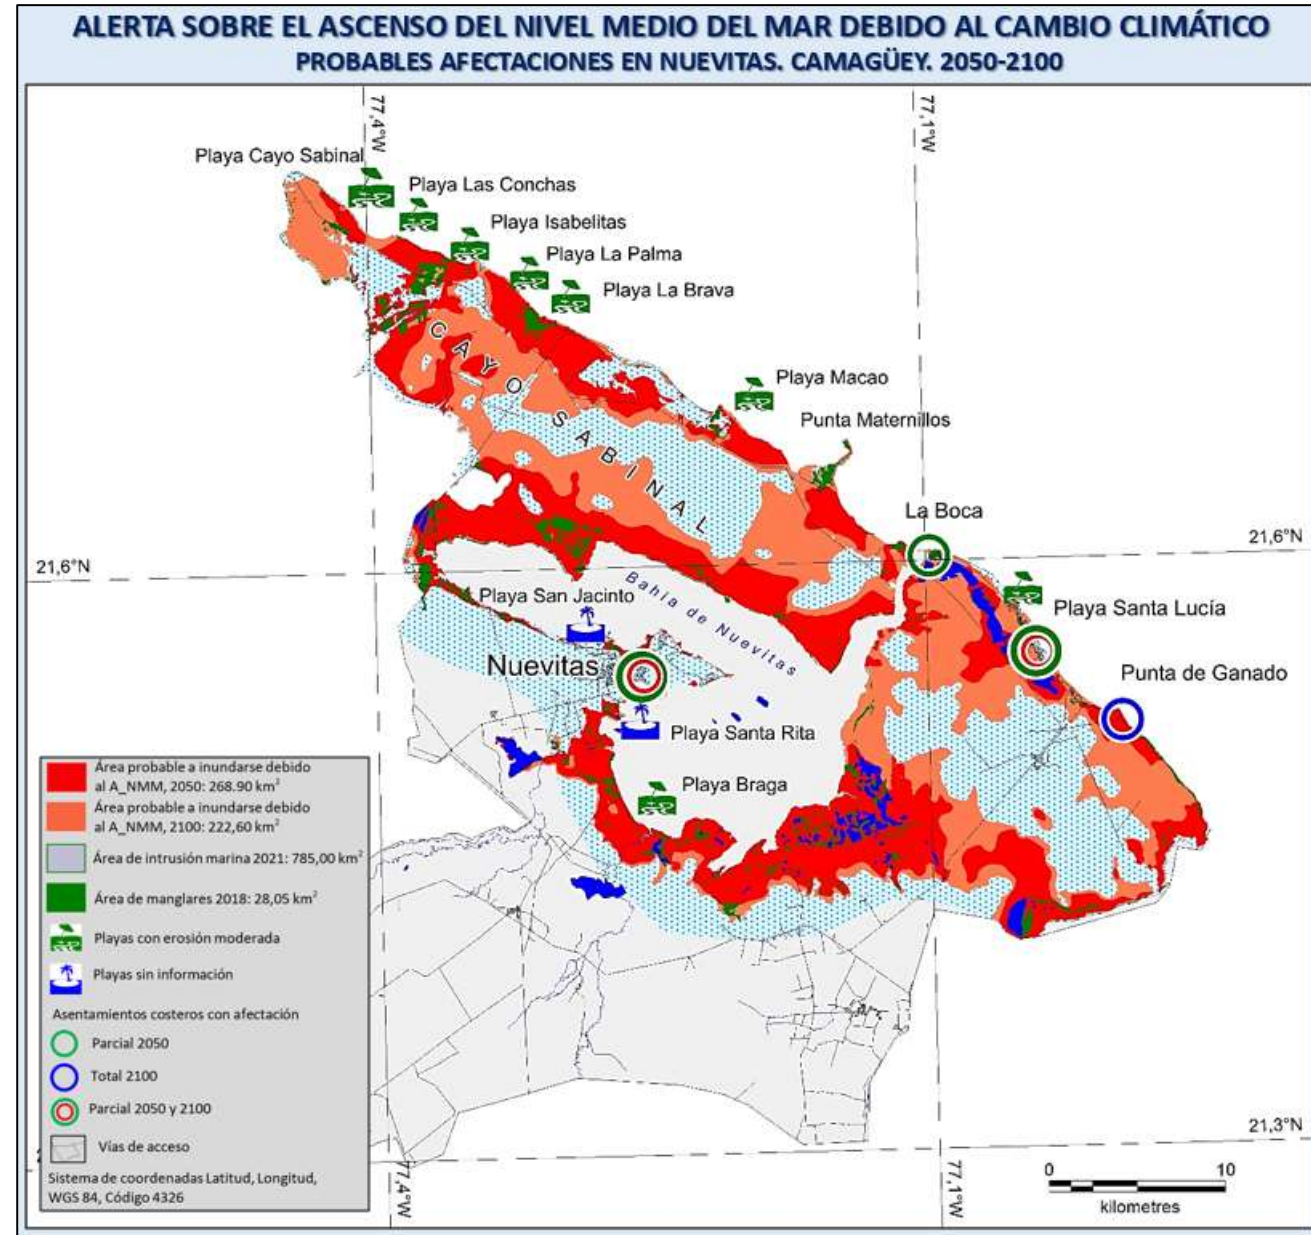 ALERTA SOBRE EL ASCENSO DEL NIVEL MEDIO DEL MAR DEBIDO AL CAMBIO CLIMÁTICO
PROBABLES AFECTACIONES EN NUEVITAS. CAMAGÜEY. 2050-2100
77,4°W
77,1°W
Playa Cayo Sabinal
Playa Las Conchas
Playa Isabelitas
Playa La Palma
Playa La Brava
CAYO SABINAL
Playa Macao
Punta Maternillos
La Boca
21,6°N
21,6°N
Bahía de Nuevitas
Playa San Jacinto
Playa Santa Lucía
Nuevitas
Punta de Ganado
Playa Santa Rita
Playa Braga
Área probable a inundarse debido
al A_NMM, 2050: 268.90 km²
Área probable a inundarse debido
al A_NMM, 2100: 222,60 km²
Área de intrusión marina 2021: 785,00 km²
Área de manglares 2018: 28,05 km²
Playas con erosión moderada
Playas sin información
Asentamientos costeros con afectación
Parcial 2050
Total 2100
Parcial 2050 y 2100
Vías de acceso
Sistema de coordenadas Latitud, Longitud,
WGS 84, Código 4326
21,3°N
77,4°W
77,1°W
0 10
kilometres